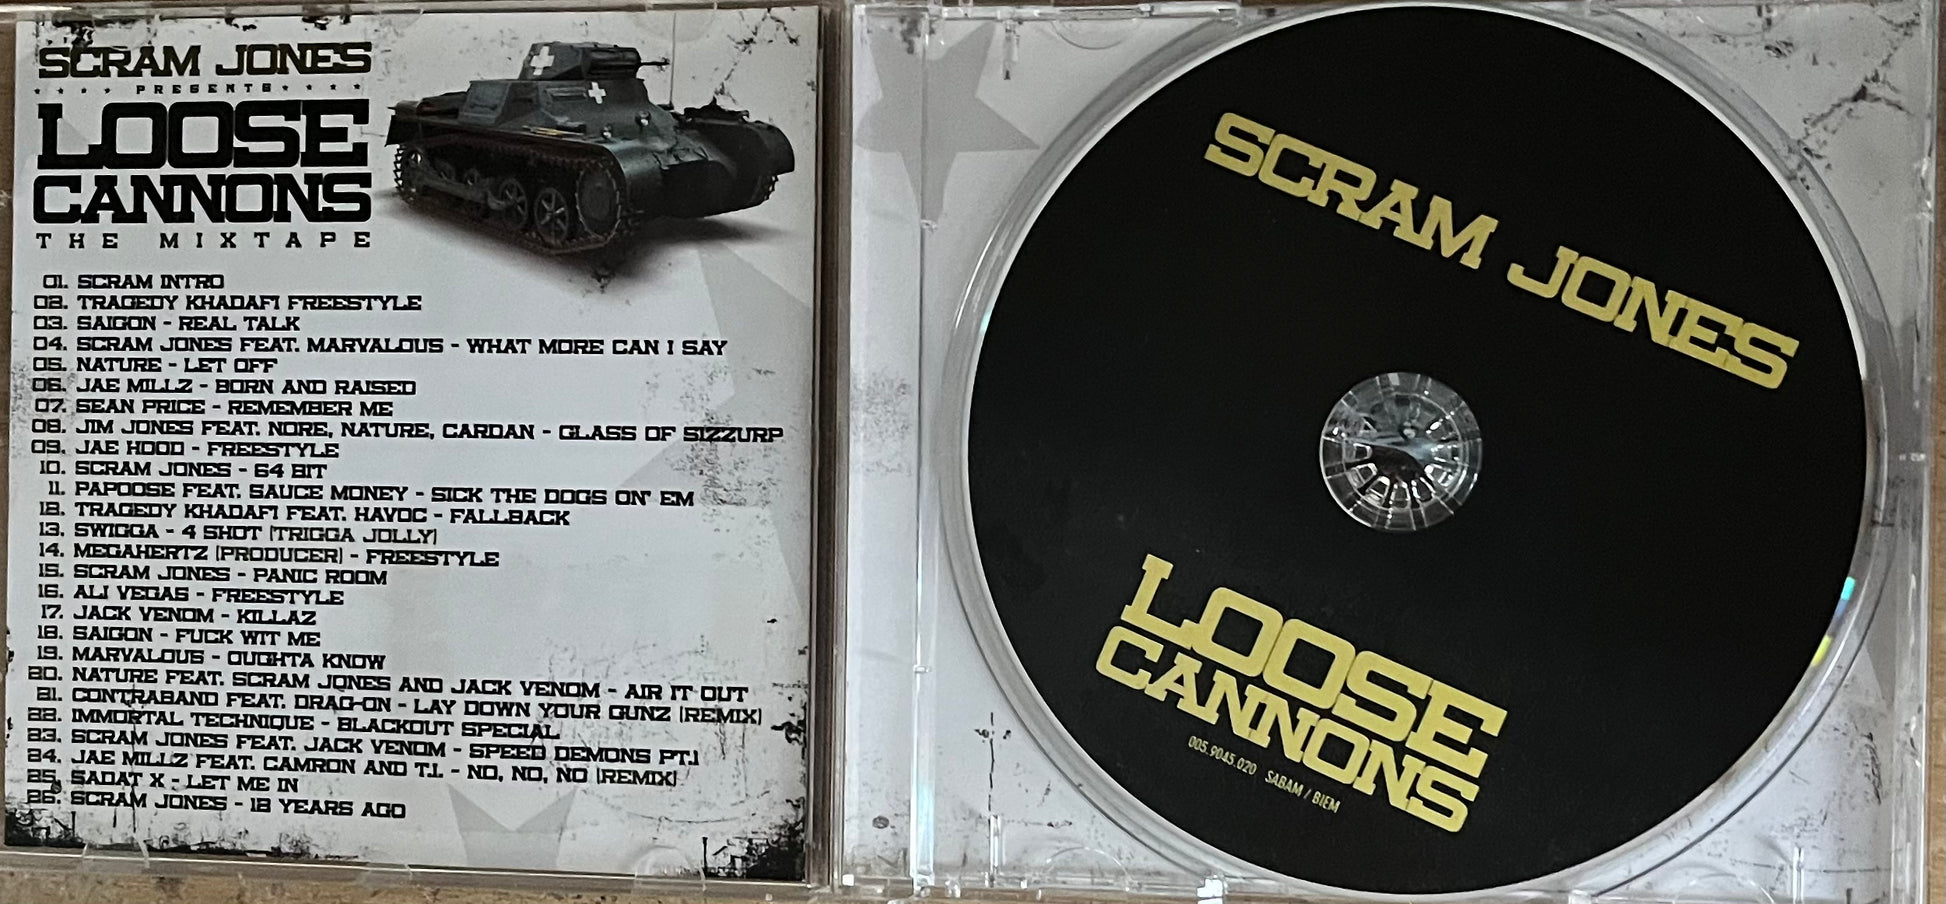 SCRAM JONES
PRESENTS
LOOSE
CANNONS
THE MIXTAPE
01. SCRAM INTRO
02. TRAGEDY KHADAFI FREESTYLE
03. SAIGON - REAL TALK
04. SCRAM JONES FEAT. MARVALOUS - WHAT MORE CAN I SAY
05. NATURE - LET OFF
06. JAE MILLZ - BORN AND RAISED
07. SEAN PRICE - REMEMBER ME
08. JIM JONES FEAT. NORE, NATURE, CARDAN - GLASS OF SIZZURP
09. JAE HOOD - FREESTYLE
10. SCRAM JONES - 64 BIT
11. PAPOOSE FEAT. SAUCE MONEY - SICK THE DOGS ON' EM
12. TRAGEDY KHADAFI FEAT. HAVOC - FALLBACK
13. SWIGGA - 4 SHOT (TRIGGA JOLLY)
14. MEGAHERTZ (PRODUCER) - FREESTYLE
15. SCRAM JONES - PANIC ROOM
16. ALI VEGAS - FREESTYLE
17. JACK VENOM - KILLAZ
18. SAIGON - FUCK WIT ME
19. MARVALOUS - OUGHTA KNOW
20. NATURE FEAT. SCRAM JONES AND JACK VENOM - AIR IT OUT
21. CONTRABAND FEAT. DRAG-ON - LAY DOWN YOUR GUNZ (REMIX)
22. IMMORTAL TECHNIQUE - BLACKOUT SPECIAL
23. SCRAM JONES FEAT. JACK VENOM - SPEED DEMONS PT.1
24. JAE MILLZ FEAT. CAMRON AND T.I. - NO, NO, NO (REMIX)
25. SADAT X - LET ME IN
26. SCRAM JONES - 12 YEARS AGO
SCRAM JONES
LOOSE
CANNONS
005.9045.020 SABAM / BIEM